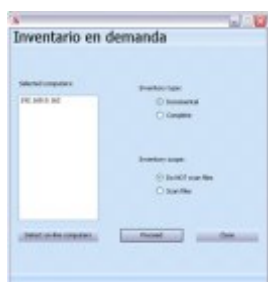 Inventario en demanda
Selected computers:
Inventory type:
Incremental
Complete
Inventory scope:
Do NOT scan files
Scan files
Select on-line computers
Proceed
Close